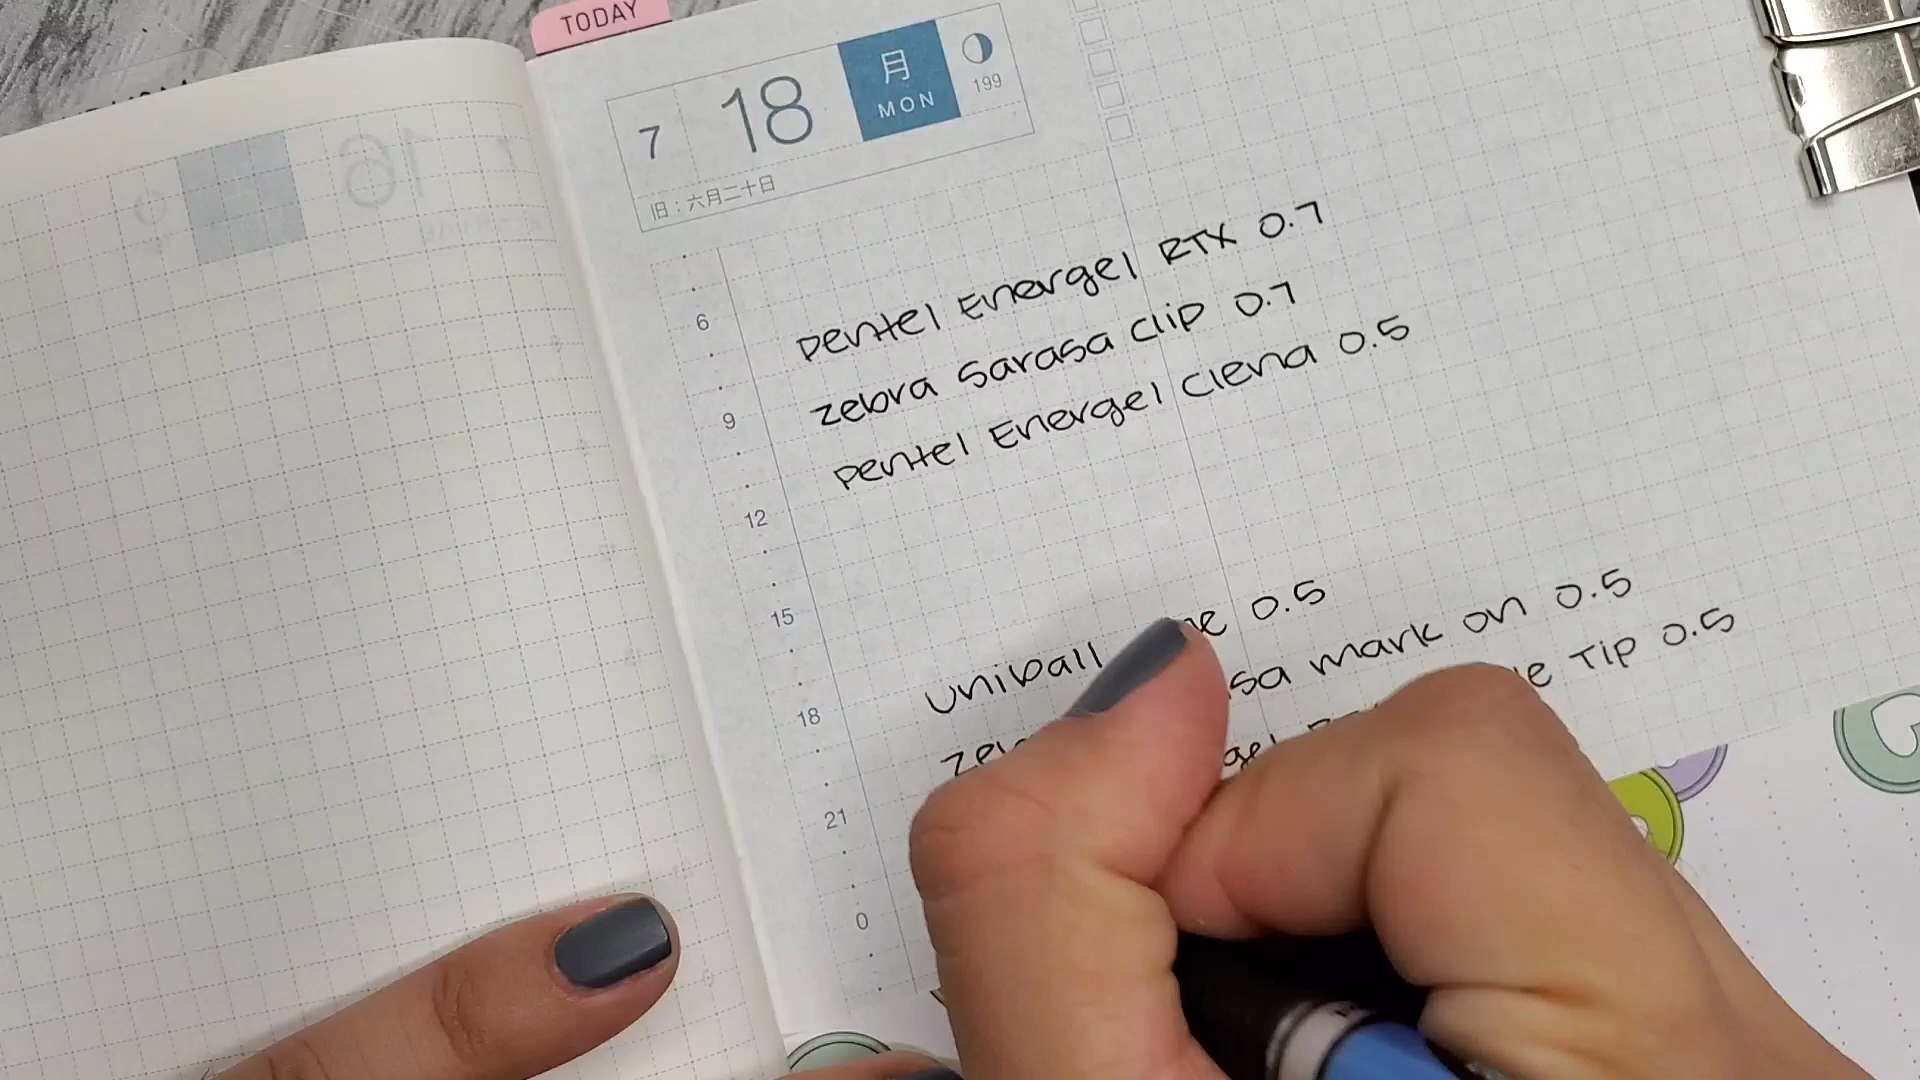 TODAY
7 18 月 MON 199
旧:六月二十日
6
9
12
15
18
21
0
Pentel Energel RTX 0.7
Zebra Sarasa Clip 0.7
Pentel Energel Clena 0.5
Uniball 0.5
mark on 0.5
Tip 0.5
16